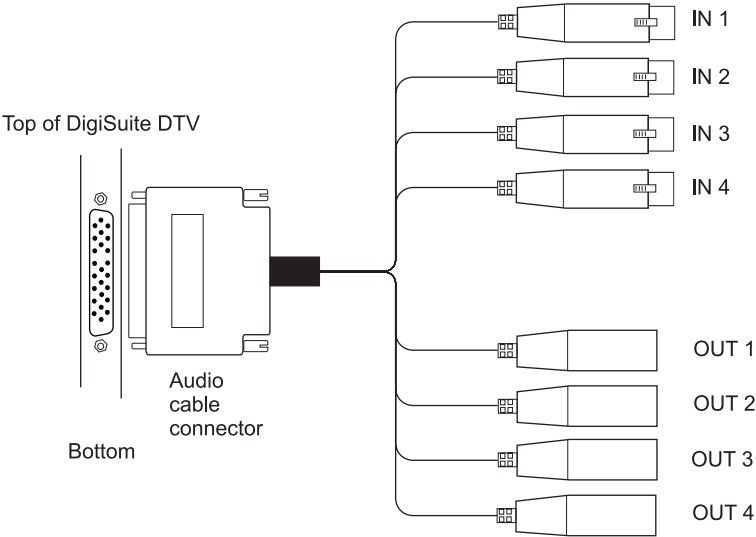 IN 1
IN 2
Top of DigiSuite DTV
IN 3
IN 4
OUT 1
Audio
cable
connector
OUT 2
Bottom
OUT 3
OUT 4